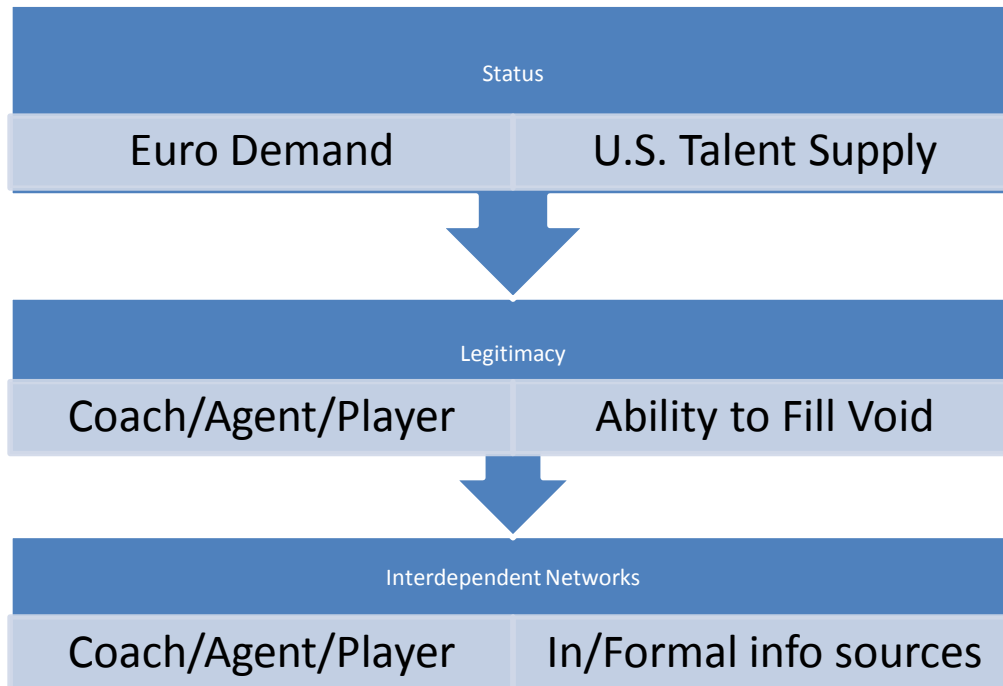 Status
Euro Demand
U.S. Talent Supply
Legitimacy
Coach/Agent/Player
Ability to Fill Void
Interdependent Networks
Coach/Agent/Player
In/Formal info sources